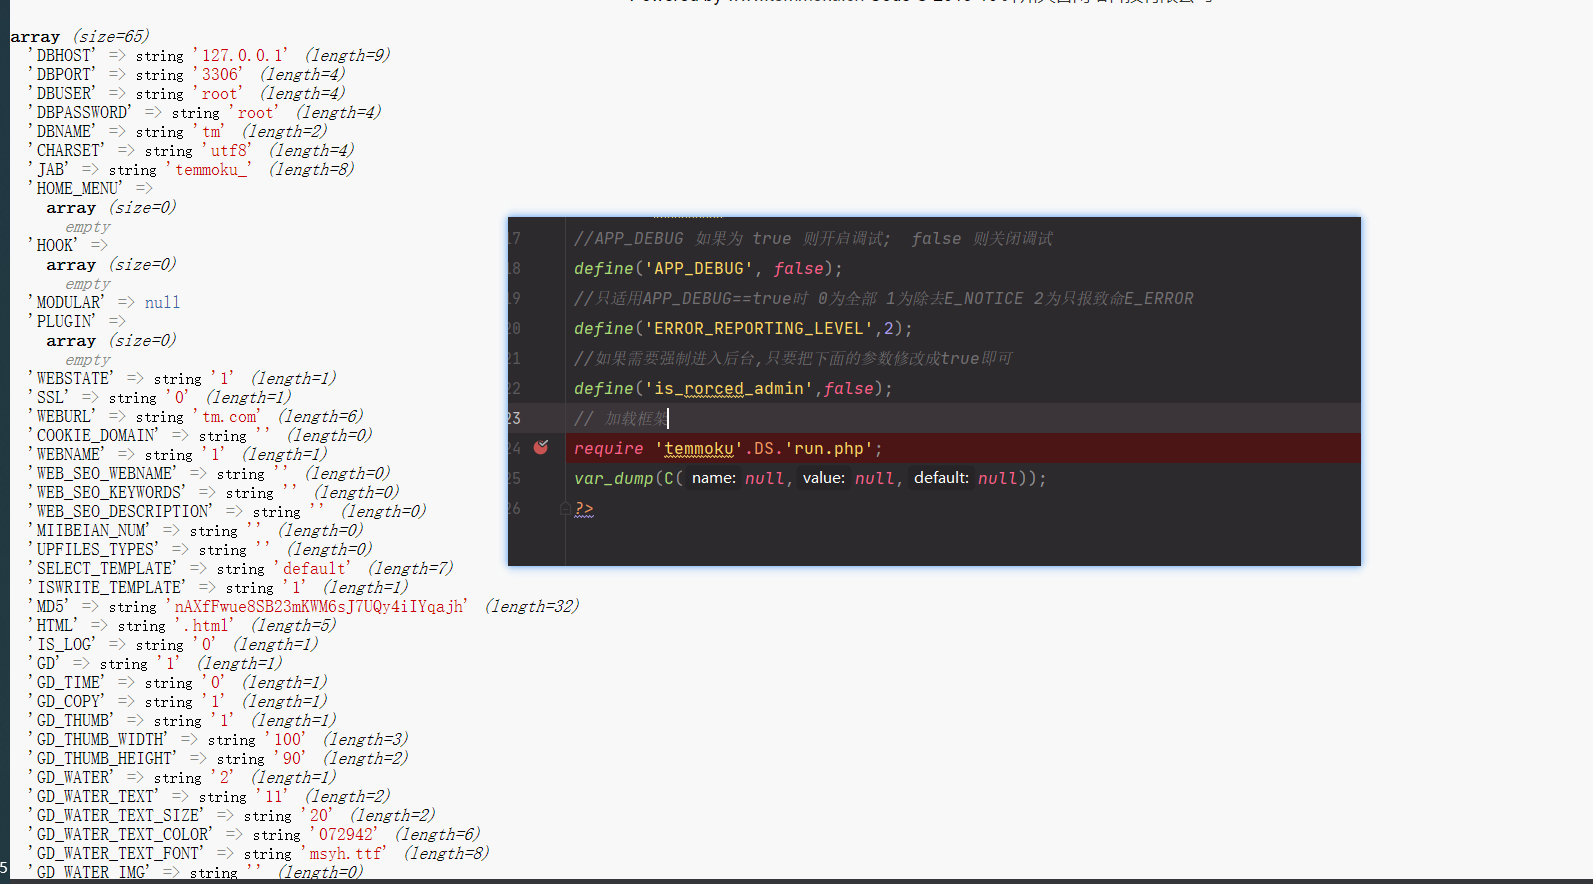 array (size=65)
'DBHOST' => string '127.0.0.1' (length=9)
'DBPORT' => string '3306' (length=4)
'DBUSER' => string 'root' (length=4)
'DBPASSWORD' => string 'root' (length=4)
'DBNAME' => string 'tm' (length=2)
'CHARSET' => string 'utf8' (length=4)
'JAB' => string 'temmoku_' (length=8)
'HOME_MENU' =>
array (size=0)
empty
'HOOK' =>
array (size=0)
empty
'MODULAR' => null
'PLUGIN' =>
array (size=0)
empty
'WEBSTATE' => string '1' (length=1)
'SSL' => string '0' (length=1)
'WEBURL' => string 'tm.com' (length=6)
'COOKIE_DOMAIN' => string '' (length=0)
'WEBNAME' => string '1' (length=1)
'WEB_SEO_WEBNAME' => string '' (length=0)
'WEB_SEO_KEYWORDS' => string '' (length=0)
'WEB_SEO_DESCRIPTION' => string '' (length=0)
'MIIBEIAN_NUM' => string '' (length=0)
'UPFILES_TYPES' => string '' (length=0)
'SELECT_TEMPLATE' => string 'default' (length=7)
'ISWRITE_TEMPLATE' => string '1' (length=1)
'MD5' => string 'nAXfFwue8SB23mKWM6sJ7UQy4iIYqajh' (length=32)
'HTML' => string '.html' (length=5)
'IS_LOG' => string '0' (length=1)
'GD' => string '1' (length=1)
'GD_TIME' => string '0' (length=1)
'GD_COPY' => string '1' (length=1)
'GD_THUMB' => string '1' (length=1)
'GD_THUMB_WIDTH' => string '100' (length=3)
'GD_THUMB_HEIGHT' => string '90' (length=2)
'GD_WATER' => string '2' (length=1)
'GD_WATER_TEXT' => string '11' (length=2)
'GD_WATER_TEXT_SIZE' => string '20' (length=2)
'GD_WATER_TEXT_COLOR' => string '072942' (length=6)
'GD_WATER_TEXT_FONT' => string 'msyh.ttf' (length=8)
'GD_WATER_IMG' => string '' (length=0)
17 //APP_DEBUG 如果为 true 则开启调试; false 则关闭调试
18 define('APP_DEBUG', false);
19 //只适用APP_DEBUG==true时 0为全部 1为除去E_NOTICE 2为只报致命E_ERROR
20 define('ERROR_REPORTING_LEVEL',2);
21 //如果需要强制进入后台,只要把下面的参数修改成true即可
22 define('is_rorced_admin',false);
23 // 加载框架
24 require 'temmoku'.DS.'run.php';
25 var_dump(C( name: null, value: null, default: null));
26 ?>
5